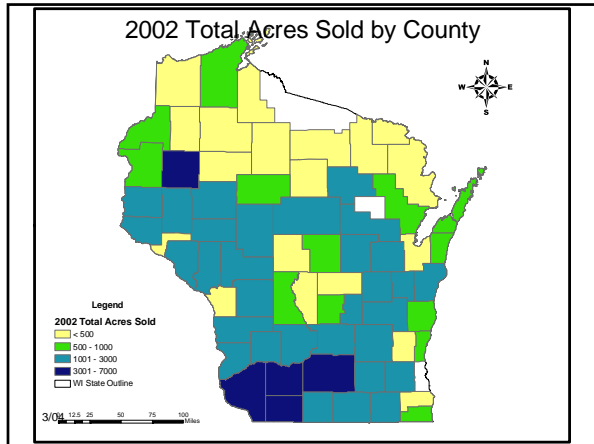 2002 Total Acres Sold by County
N
W E
S
Legend
2002 Total Acres Sold
< 500
500 - 1000
1001 - 3000
3001 - 7000
WI State Outline
3/04
0 12.5 25 50 75 100
Miles